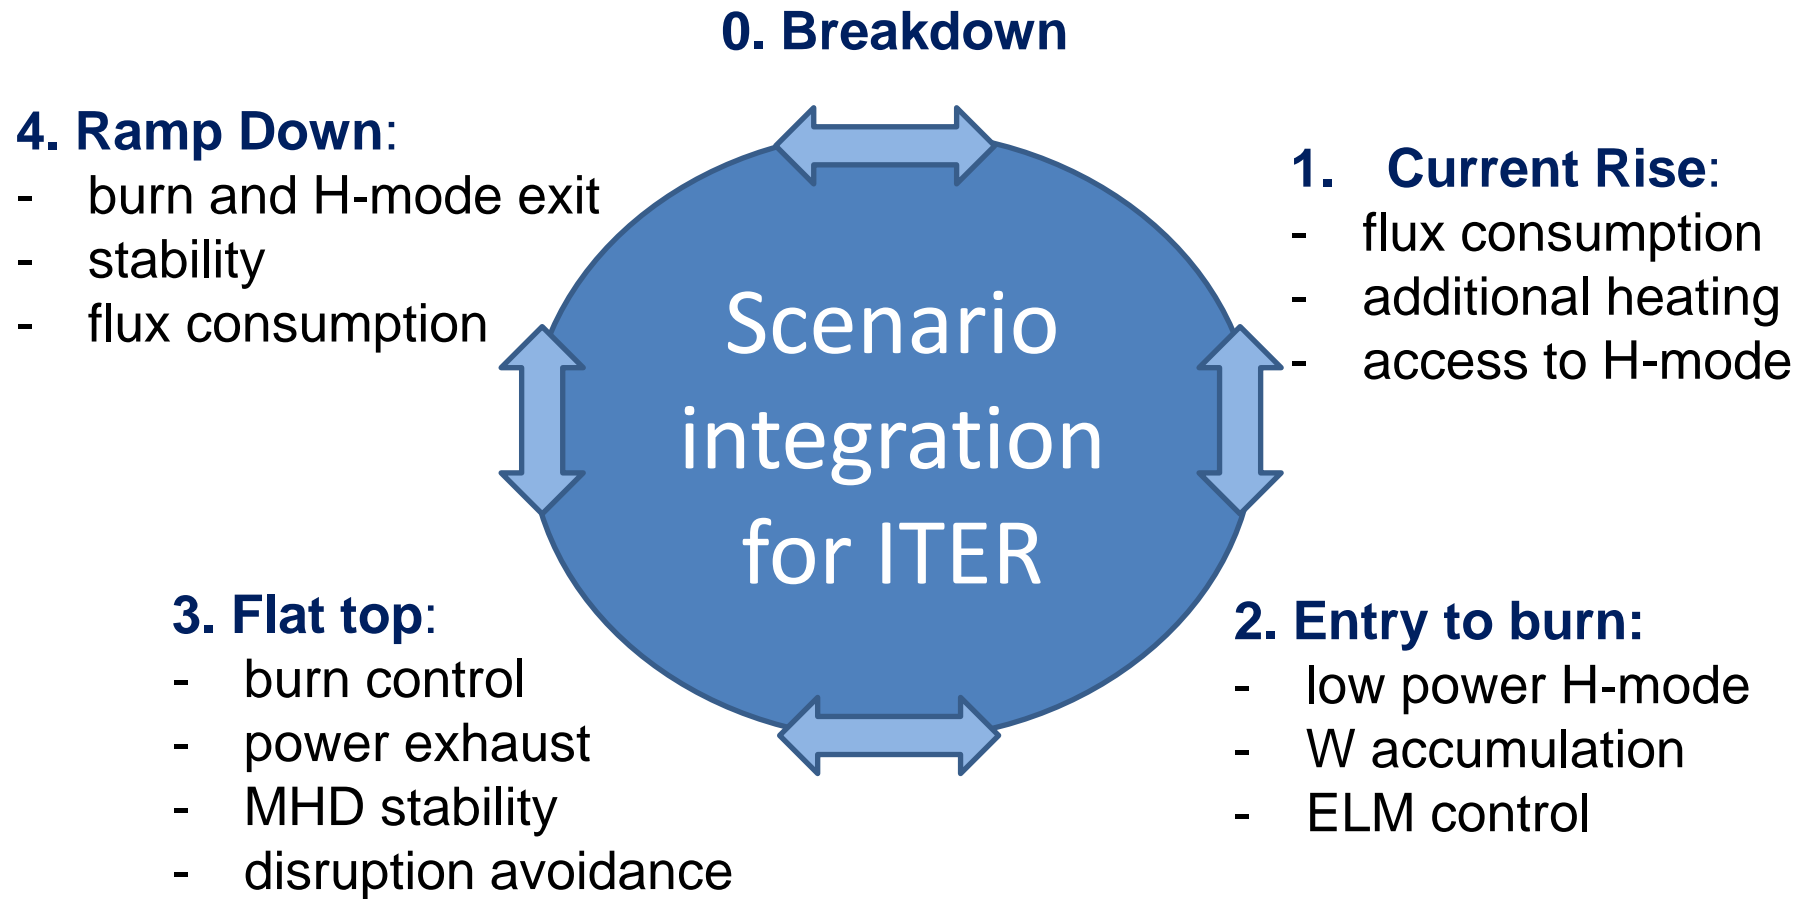 0. Breakdown
1. Current Rise:
- flux consumption
- additional heating
- access to H-mode
2. Entry to burn:
- low power H-mode
- W accumulation
- ELM control
3. Flat top:
- burn control
- power exhaust
- MHD stability
- disruption avoidance
4. Ramp Down:
- burn and H-mode exit
- stability
- flux consumption
Scenario
integration
for ITER